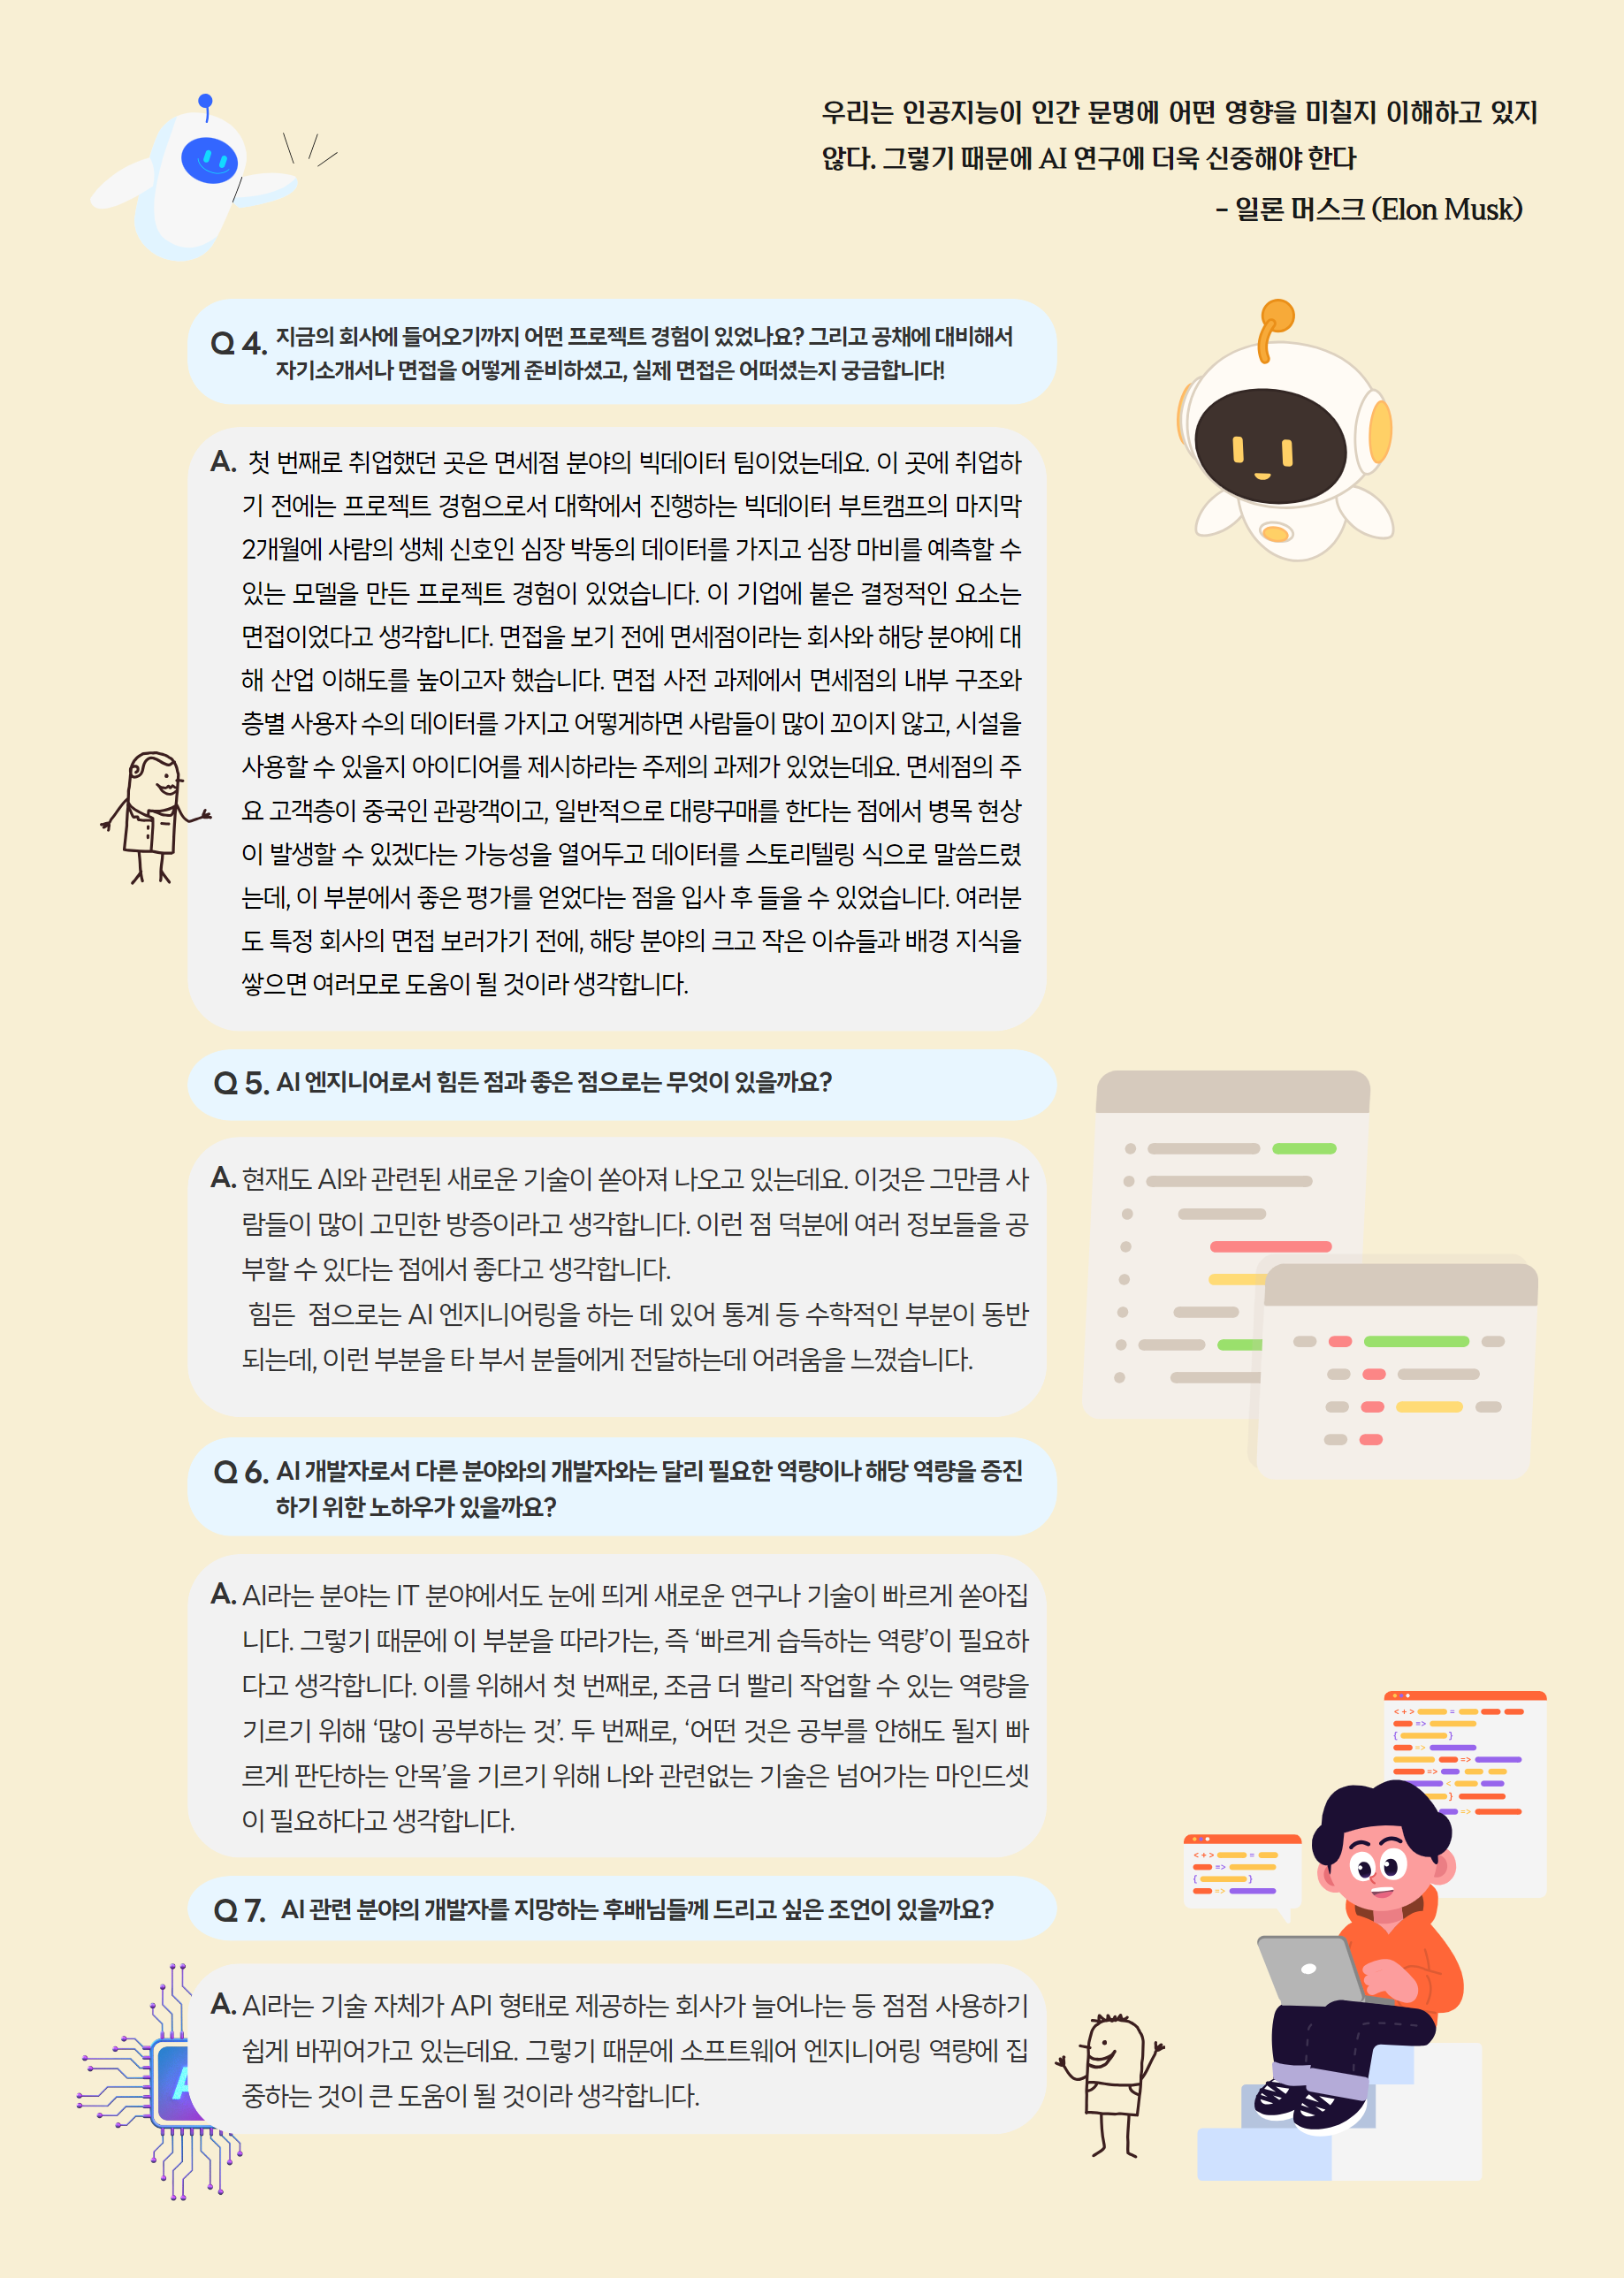 우리는 인공지능이 인간 문명에 어떤 영향을 미칠지 이해하고 있지
않다. 그렇기 때문에 AI 연구에 더욱 신중해야 한다
- 일론 머스크 (Elon Musk)
Q 4. 지금의 회사에 들어오기까지 어떤 프로젝트 경험이 있었나요? 그리고 공채에 대비해서
자기소개서나 면접을 어떻게 준비하셨고, 실제 면접은 어떠셨는지 궁금합니다!
A. 첫 번째로 취업했던 곳은 면세점 분야의 빅데이터 팀이었는데요. 이 곳에 취업하
기 전에는 프로젝트 경험으로서 대학에서 진행하는 빅데이터 부트캠프의 마지막
2개월에 사람의 생체 신호인 심장 박동의 데이터를 가지고 심장 마비를 예측할 수
있는 모델을 만든 프로젝트 경험이 있었습니다. 이 기업에 붙은 결정적인 요소는
면접이었다고 생각합니다. 면접을 보기 전에 면세점이라는 회사와 해당 분야에 대
해 산업 이해도를 높이고자 했습니다. 면접 사전 과제에서 면세점의 내부 구조와
층별 사용자 수의 데이터를 가지고 어떻게하면 사람들이 많이 꼬이지 않고, 시설을
사용할 수 있을지 아이디어를 제시하라는 주제의 과제가 있었는데요. 면세점의 주
요 고객층이 중국인 관광객이고, 일반적으로 대량구매를 한다는 점에서 병목 현상
이 발생할 수 있겠다는 가능성을 열어두고 데이터를 스토리텔링 식으로 말씀드렸
는데, 이 부분에서 좋은 평가를 얻었다는 점을 입사 후 들을 수 있었습니다. 여러분
도 특정 회사의 면접 보러가기 전에, 해당 분야의 크고 작은 이슈들과 배경 지식을
쌓으면 여러모로 도움이 될 것이라 생각합니다.
Q 5. AI 엔지니어로서 힘든 점과 좋은 점으로는 무엇이 있을까요?
A. 현재도 AI와 관련된 새로운 기술이 쏟아져 나오고 있는데요. 이것은 그만큼 사
람들이 많이 고민한 방증이라고 생각합니다. 이런 점 덕분에 여러 정보들을 공
부할 수 있다는 점에서 좋다고 생각합니다.
힘든 점으로는 AI 엔지니어링을 하는 데 있어 통계 등 수학적인 부분이 동반
되는데, 이런 부분을 타 부서 분들에게 전달하는데 어려움을 느꼈습니다.
Q 6. AI 개발자로서 다른 분야와의 개발자와는 달리 필요한 역량이나 해당 역량을 증진
하기 위한 노하우가 있을까요?
A. AI라는 분야는 IT 분야에서도 눈에 띄게 새로운 연구나 기술이 빠르게 쏟아집
니다. 그렇기 때문에 이 부분을 따라가는, 즉 ‘빠르게 습득하는 역량’이 필요하
다고 생각합니다. 이를 위해서 첫 번째로, 조금 더 빨리 작업할 수 있는 역량을
기르기 위해 ‘많이 공부하는 것’. 두 번째로, ‘어떤 것은 공부를 안해도 될지 빠
르게 판단하는 안목’을 기르기 위해 나와 관련없는 기술은 넘어가는 마인드셋
이 필요하다고 생각합니다.
Q 7. AI 관련 분야의 개발자를 지망하는 후배님들께 드리고 싶은 조언이 있을까요?
A. AI라는 기술 자체가 API 형태로 제공하는 회사가 늘어나는 등 점점 사용하기
쉽게 바뀌어가고 있는데요. 그렇기 때문에 소프트웨어 엔지니어링 역량에 집
중하는 것이 큰 도움이 될 것이라 생각합니다.